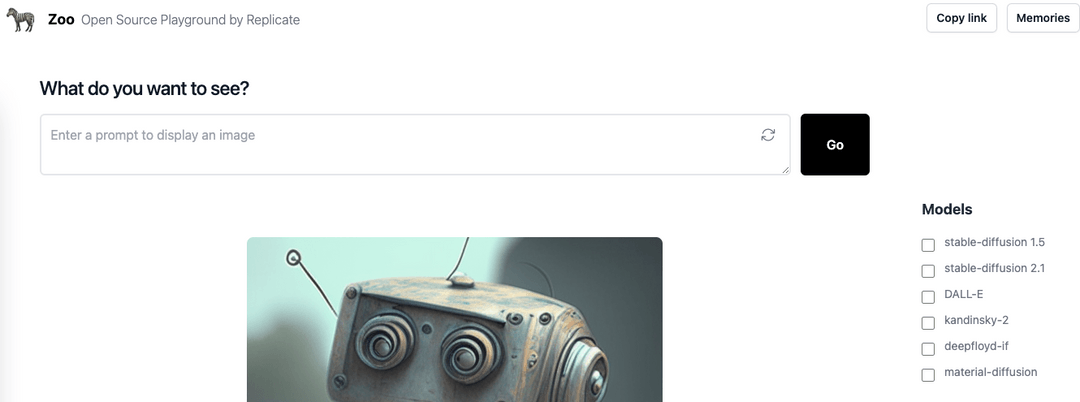 Zoo Open Source Playground by Replicate
Copy link
Memories
What do you want to see?
Enter a prompt to display an image
Go
Models
stable-diffusion 1.5
stable-diffusion 2.1
DALL-E
kandinsky-2
deepfloyd-if
material-diffusion